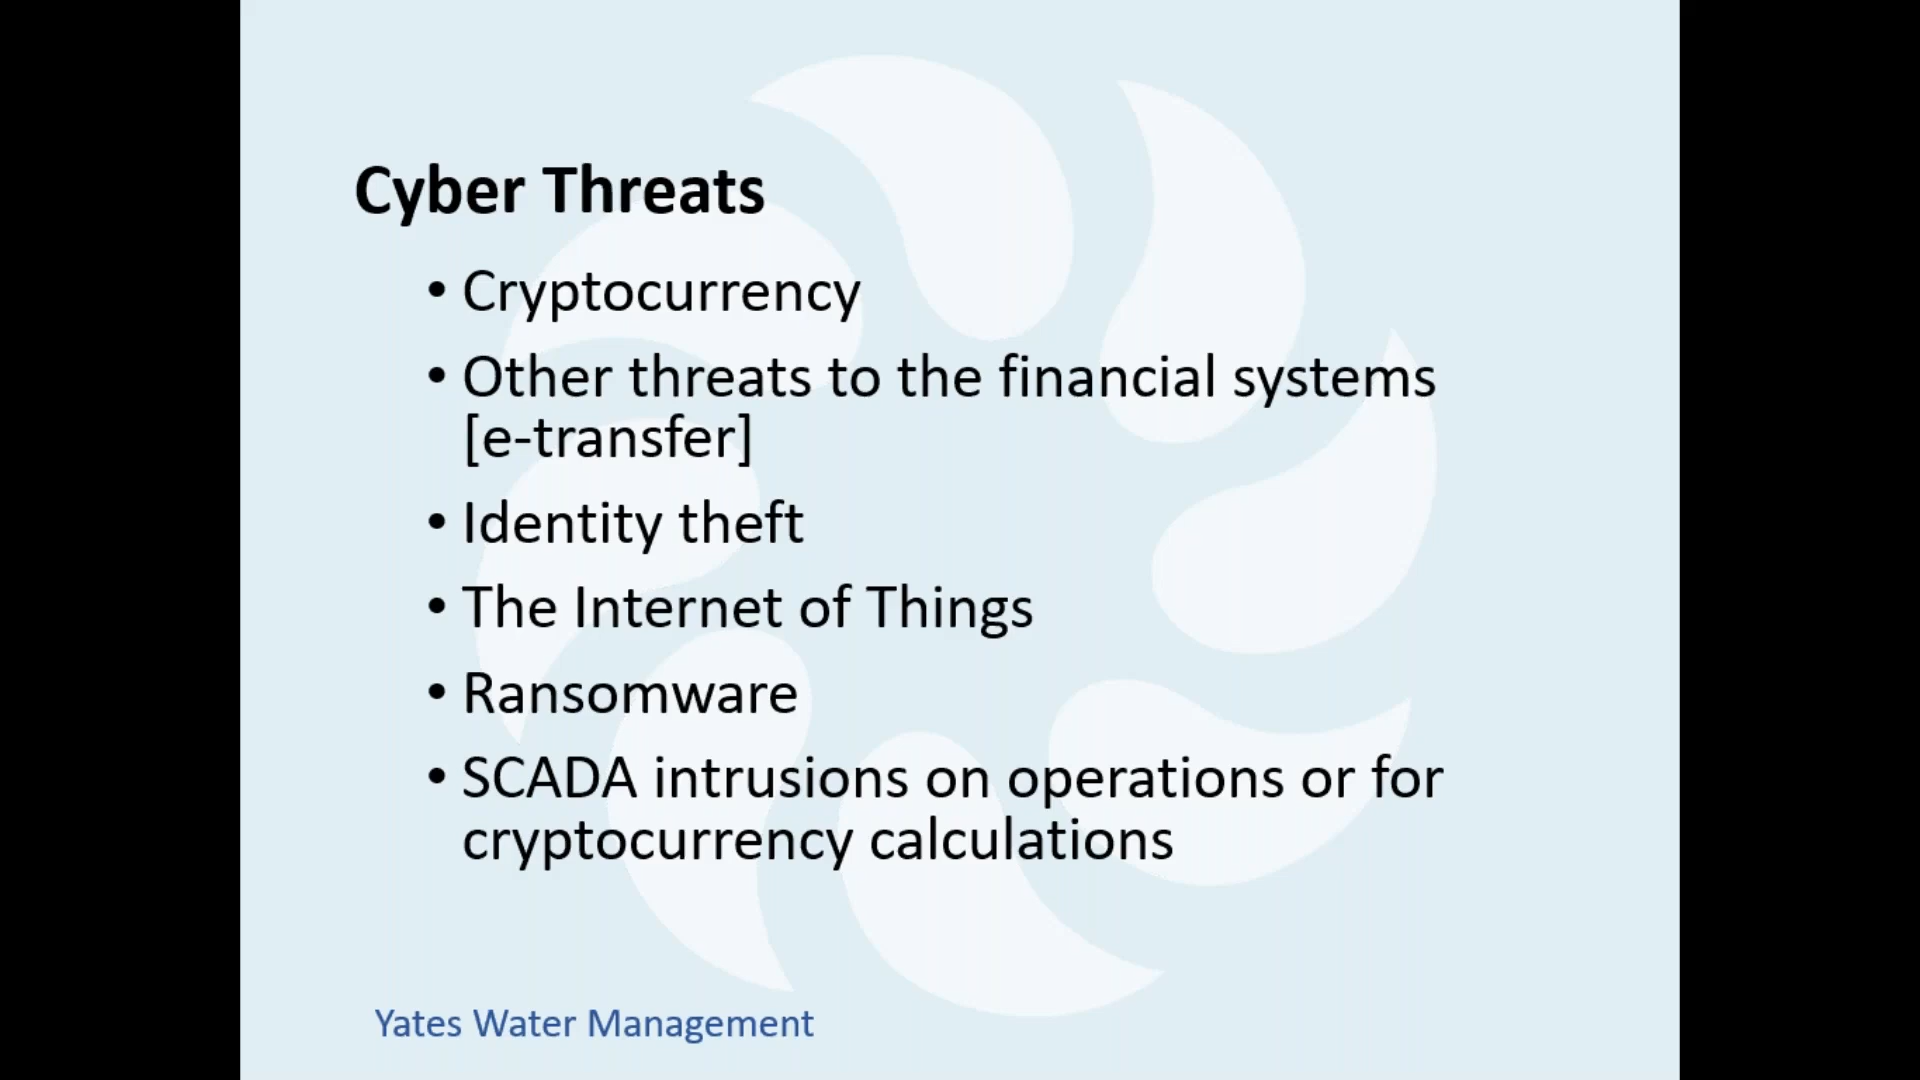 Cyber Threats
• Cryptocurrency
• Other threats to the financial systems
[e-transfer]
• Identity theft
• The Internet of Things
• Ransomware
• SCADA intrusions on operations or for
cryptocurrency calculations
Yates Water Management